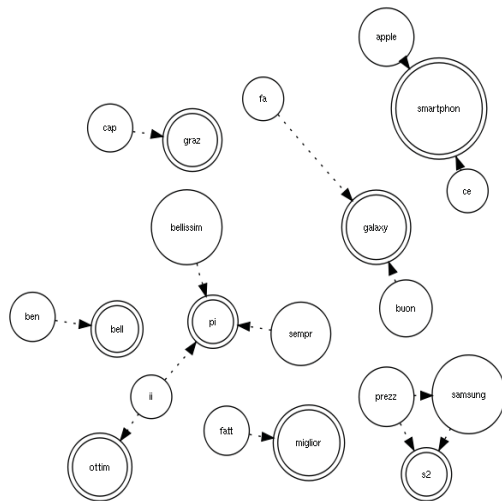 apple
smartphon
fa
cap
graz
ce
bellissim
galaxy
buon
ben
bell
pi
sempr
ii
prezz
samsung
fatt
miglior
ottim
s2